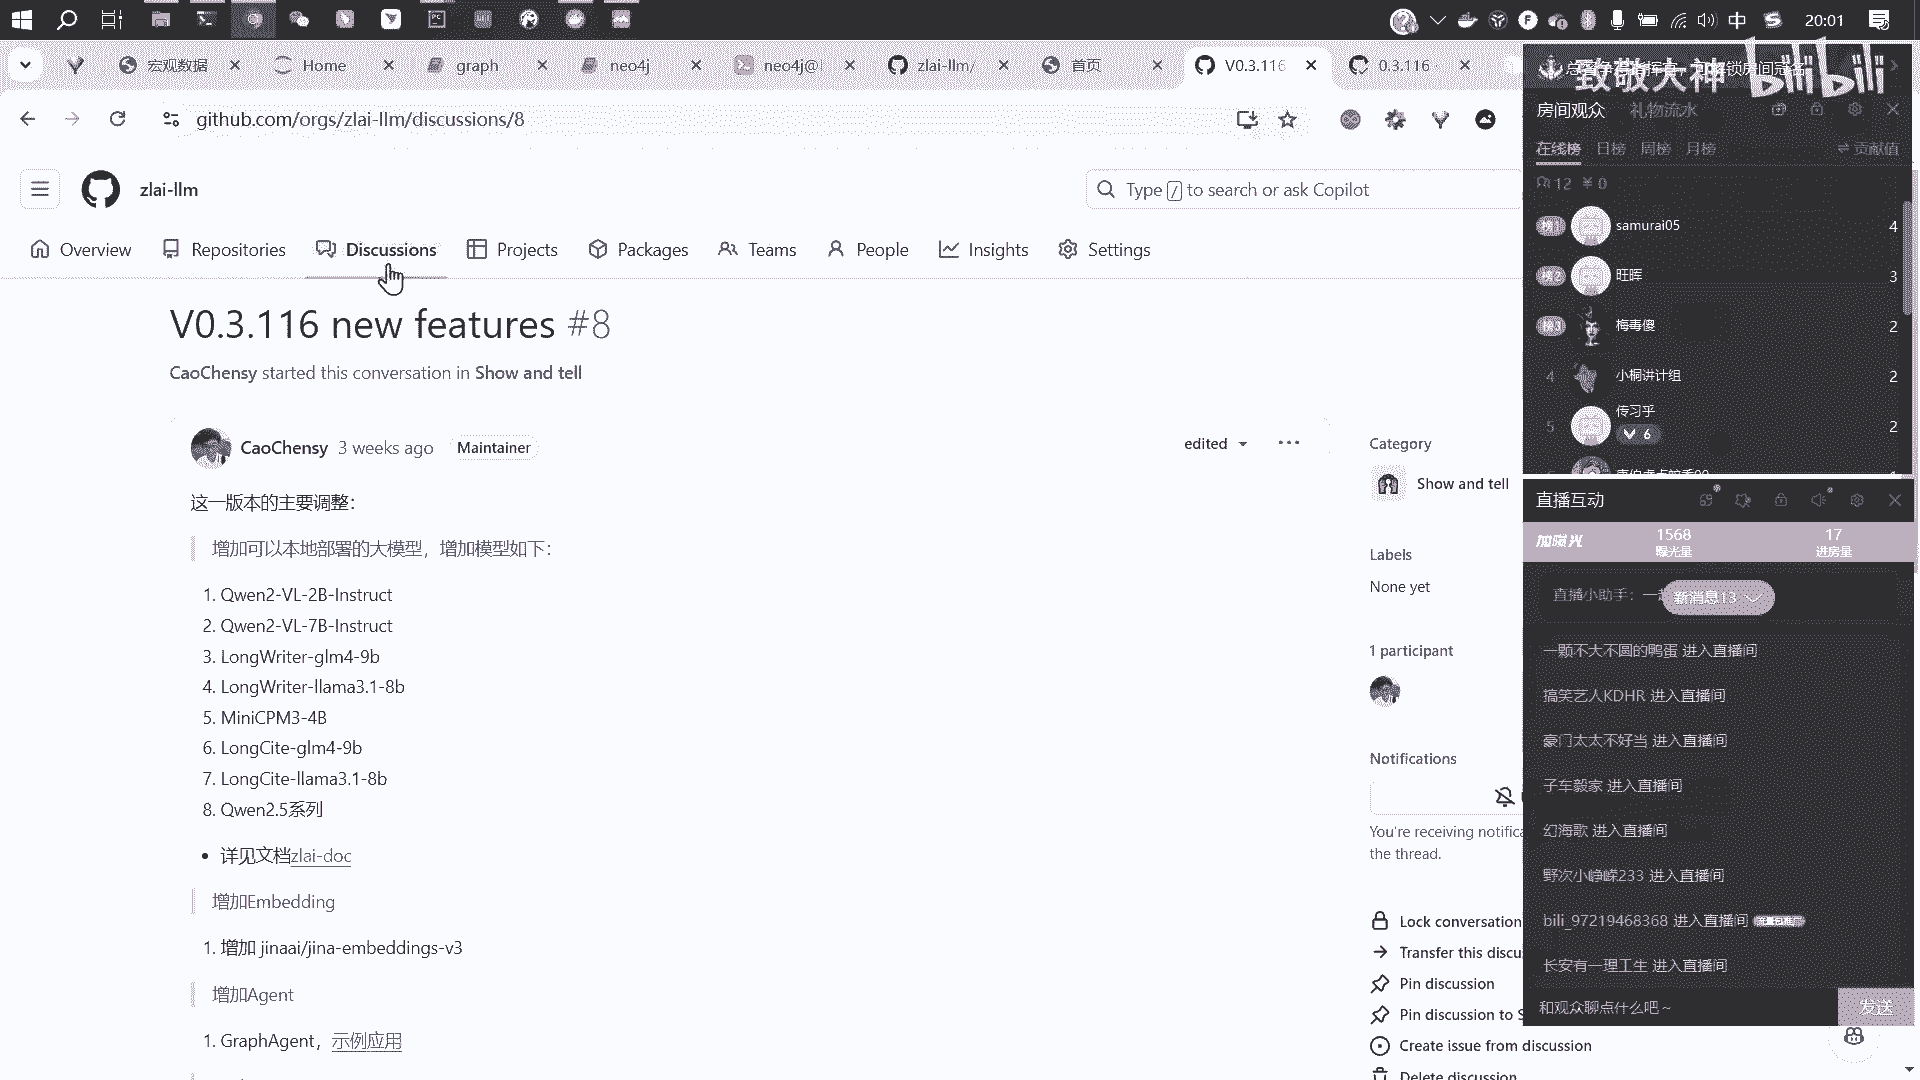 20:01
中
宏观数据
Home
graph
neo4j
neo4j@
zlai-llm/
首页
V0.3.116
0.3.116
致敬大神
bilibili
github.com/orgs/zlai-llm/discussions/8
房间观众
礼物流水
在线榜 日榜 周榜 月榜
贡献值
12 ¥ 0
zlai-llm
Type / to search or ask Copilot
Overview
Repositories
Discussions
Projects
Packages
Teams
People
Insights
Settings
榜1 samurai05 4
榜2 旺晖 3
榜3 梅毒傻 2
4 小桐讲计组 2
5 传习乎 2
6
V0.3.116 new features #8
CaoChensy started this conversation in Show and tell
CaoChensy 3 weeks ago Maintainer
edited
这一版本的主要调整：
增加可以本地部署的大模型，增加模型如下：
1. Qwen2-VL-2B-Instruct
2. Qwen2-VL-7B-Instruct
3. LongWriter-glm4-9b
4. LongWriter-llama3.1-8b
5. MiniCPM3-4B
6. LongCite-glm4-9b
7. LongCite-llama3.1-8b
8. Qwen2.5系列
详见文档zlai-doc
增加Embedding
1. 增加 jinaai/jina-embeddings-v3
增加Agent
1. GraphAgent，示例应用
Category
Show and tell
Labels
None yet
1 participant
Notifications
You're receiving notifica
the thread.
Lock conversation
Transfer this discu
Pin discussion
Pin discussion to S
Create issue from discussion
Delete discussion
直播互动
加曝光
1568
曝光量
17
进房量
直播小助手：一起
新消息13
一颗不大不圆的鸭蛋 进入直播间
搞笑艺人KDHR 进入直播间
豪门太太不好当 进入直播间
子车毅家 进入直播间
幻海歌 进入直播间
野次小峥嵘233 进入直播间
bili_97219468368 进入直播间
长安有一理工生 进入直播间
和观众聊点什么吧～
发送